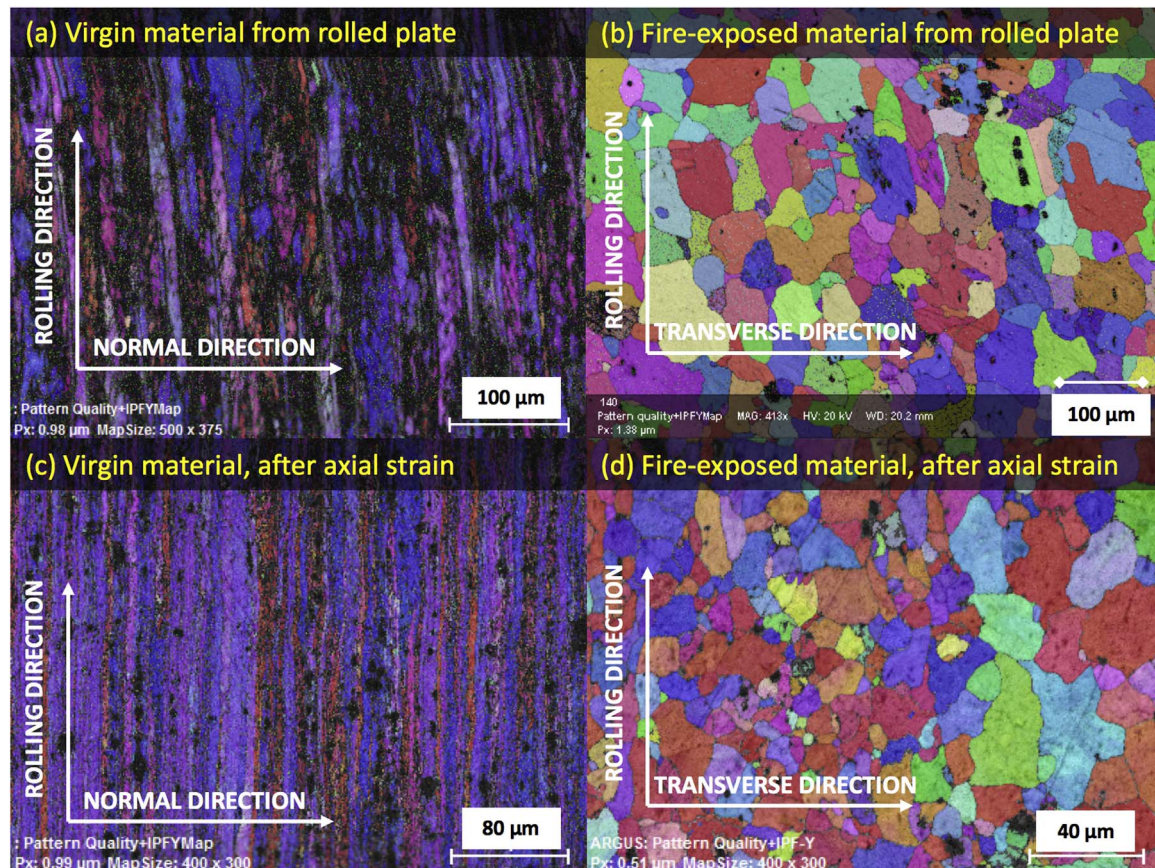 (a) Virgin material from rolled plate
ROLLING DIRECTION
NORMAL DIRECTION
100 μm
: Pattern Quality+IPFYMap
Px: 0.98 μm MapSize: 500 x 375
(b) Fire-exposed material from rolled plate
ROLLING DIRECTION
TRANSVERSE DIRECTION
140
Pattern quality+IPFYMap MAG: 413x HV: 20 kV WD: 20.2 mm
Px: 1.38 μm
100 μm
(c) Virgin material, after axial strain
ROLLING DIRECTION
NORMAL DIRECTION
80 μm
: Pattern Quality+IPFYMap
Px: 0.99 μm MapSize: 400 x 300
(d) Fire-exposed material, after axial strain
ROLLING DIRECTION
TRANSVERSE DIRECTION
40 μm
ARGUS: Pattern Quality+IPF-Y
Px: 0.51 μm MapSize: 400 x 300